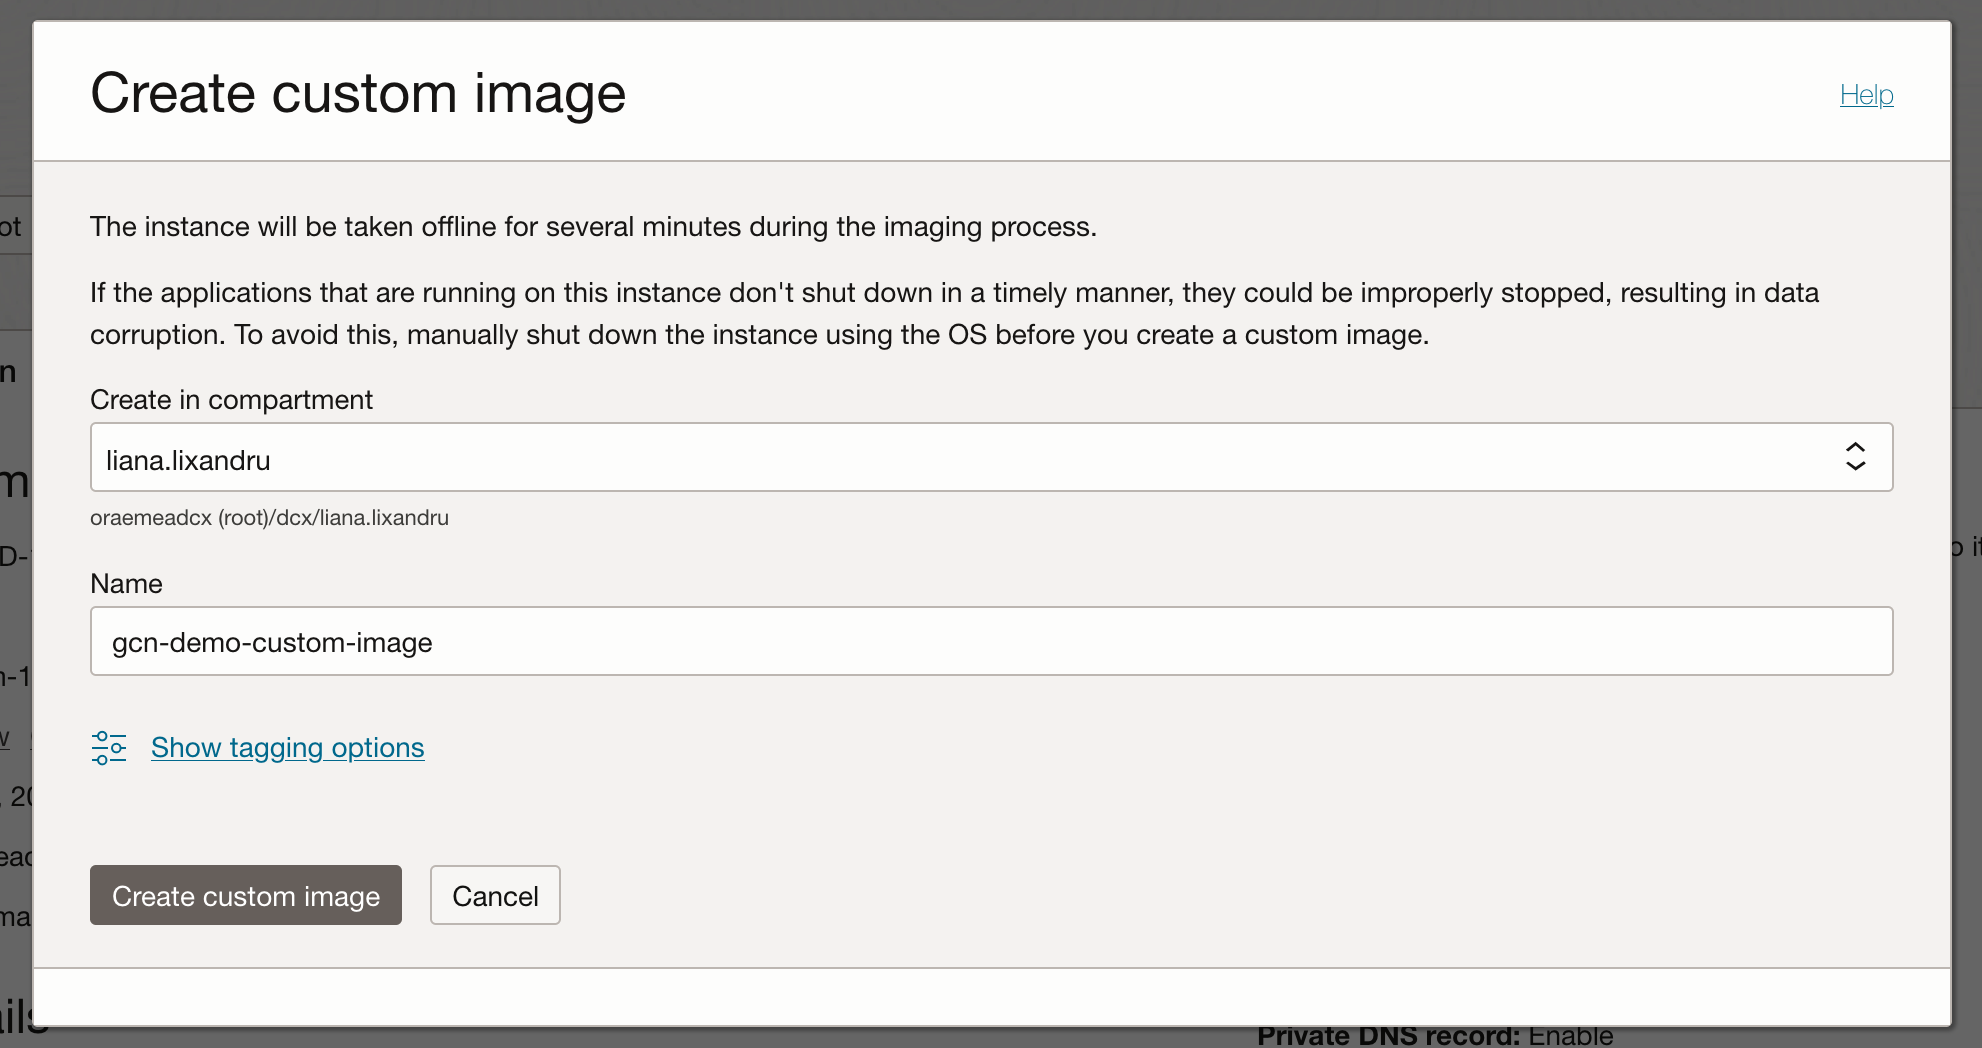 Create custom image
Help
The instance will be taken offline for several minutes during the imaging process.
If the applications that are running on this instance don't shut down in a timely manner, they could be improperly stopped, resulting in data
corruption. To avoid this, manually shut down the instance using the OS before you create a custom image.
Create in compartment
liana.lixandru
oraemeadcx (root)/dcx/liana.lixandru
Name
gcn-demo-custom-image
Show tagging options
Create custom image
Cancel
Private DNS record: Enable